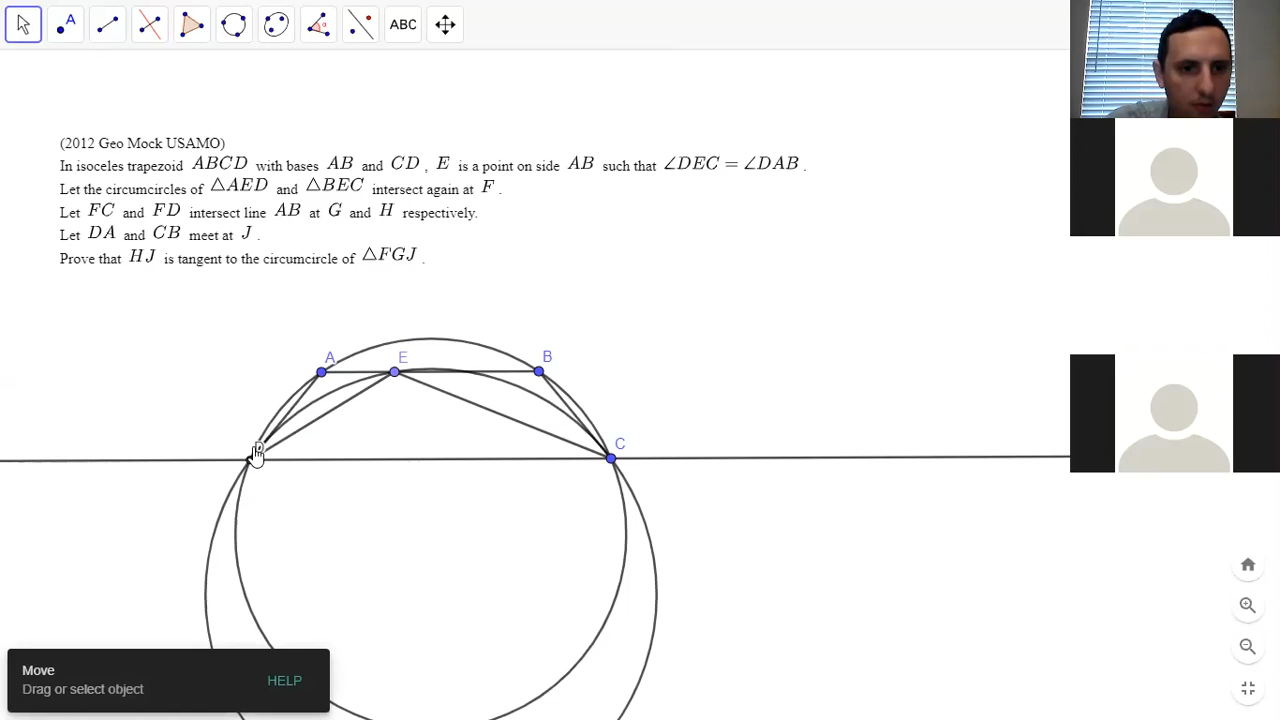 A
ABC
(2012 Geo Mock USAMO)
In isoceles trapezoid ABCD with bases AB and CD , E is a point on side AB such that ∠DEC = ∠DAB .
Let the circumcircles of △AED and △BEC intersect again at F .
Let FC and FD intersect line AB at G and H respectively.
Let DA and CB meet at J .
Prove that HJ is tangent to the circumcircle of △FGJ .
A
E
B
C
Move
Drag or select object
HELP